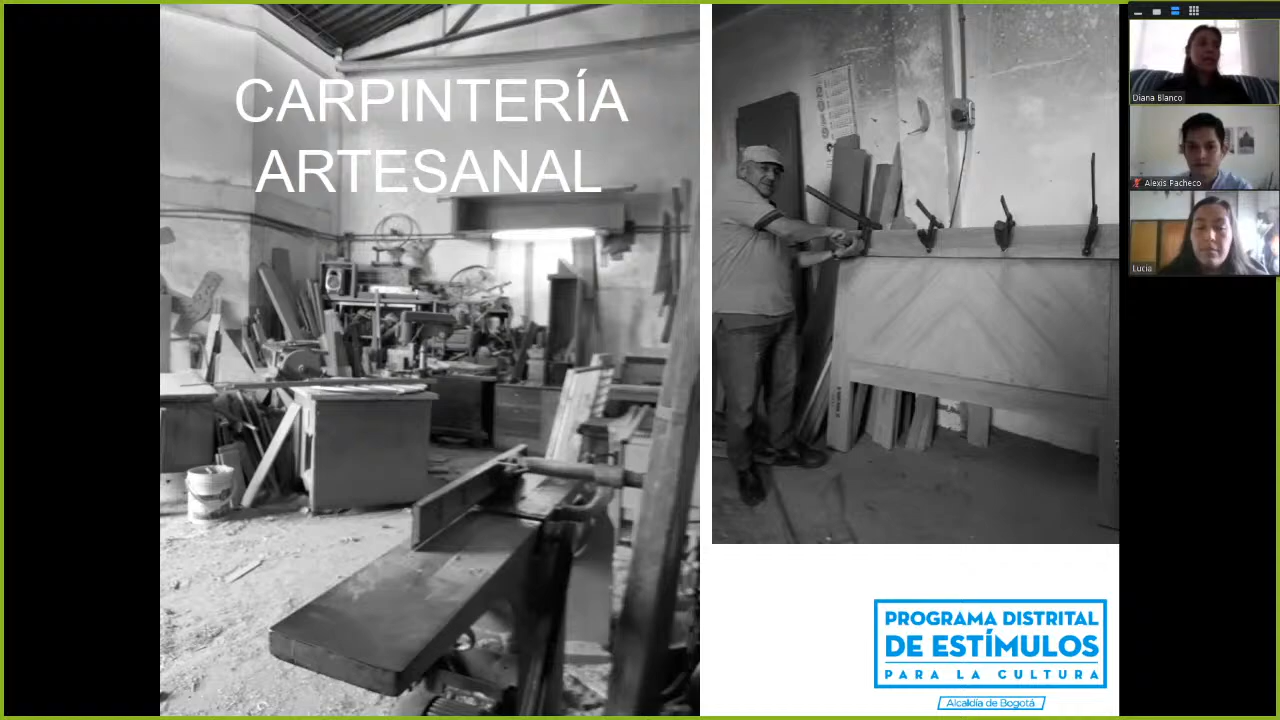 CARPINTERÍA
ARTESANAL
PROGRAMA DISTRITAL
DE ESTÍMULOS
PARA LA CULTURA
Alcaldía de Bogotá
Diana Blanco
Alexis Pacheco
Lucia